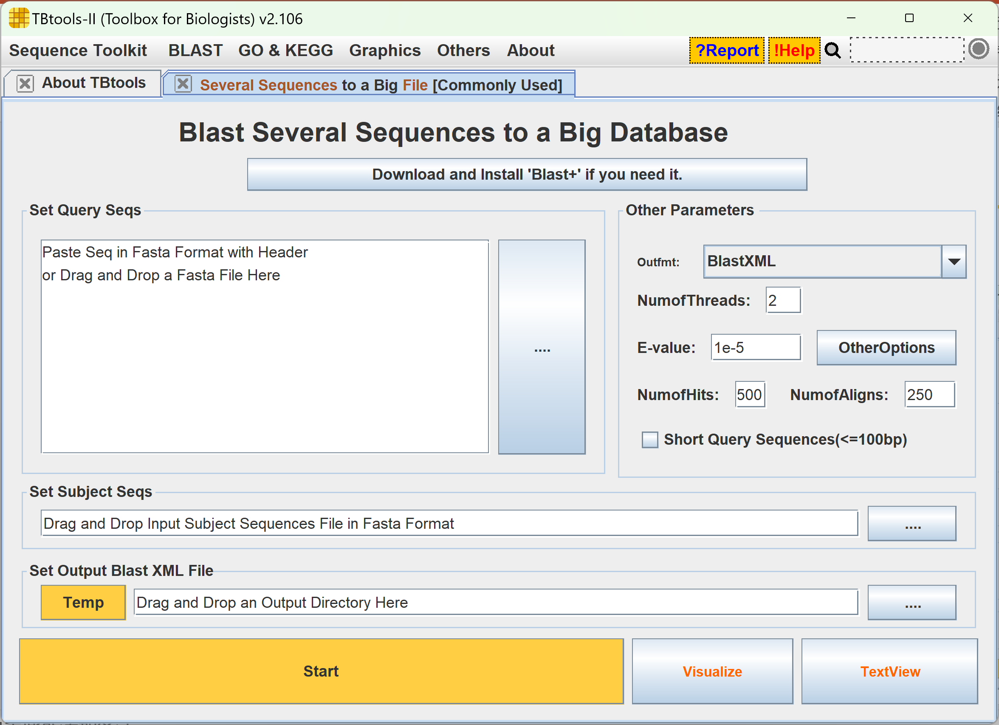 TBtools-II (Toolbox for Biologists) v2.106
Sequence Toolkit BLAST GO & KEGG Graphics Others About ?Report !Help
About TBtools Several Sequences to a Big File [Commonly Used]
Blast Several Sequences to a Big Database
Download and Install 'Blast+' if you need it.
Set Query Seqs
Paste Seq in Fasta Format with Header
or Drag and Drop a Fasta File Here
....
Other Parameters
Outfmt: BlastXML
NumofThreads: 2
E-value: 1e-5 OtherOptions
NumofHits: 500 NumofAligns: 250
Short Query Sequences(<=100bp)
Set Subject Seqs
Drag and Drop Input Subject Sequences File in Fasta Format ....
Set Output Blast XML File
Temp Drag and Drop an Output Directory Here ....
Start Visualize TextView